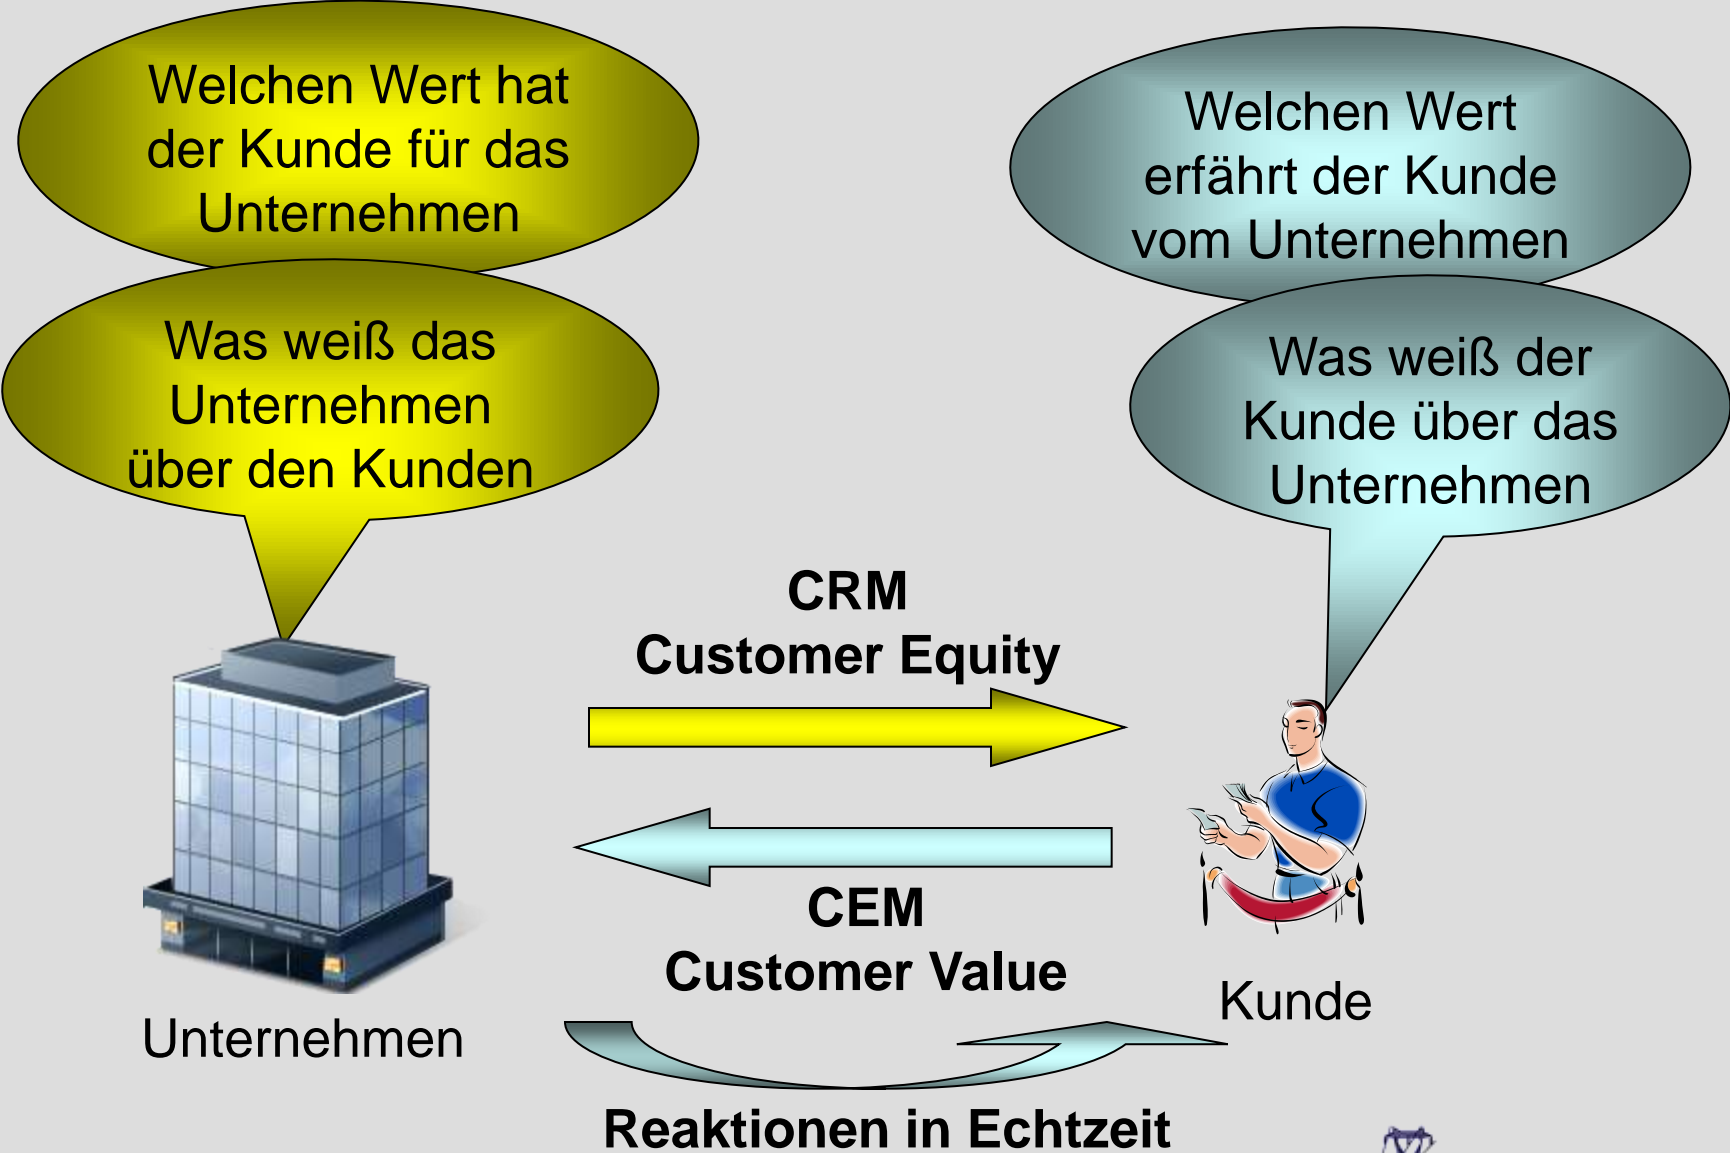 Welchen Wert hat
der Kunde für das
Unternehmen
Was weiß das
Unternehmen
über den Kunden
Welchen Wert
erfährt der Kunde
vom Unternehmen
Was weiß der
Kunde über das
Unternehmen
CRM
Customer Equity
CEM
Customer Value
Unternehmen
Kunde
Reaktionen in Echtzeit